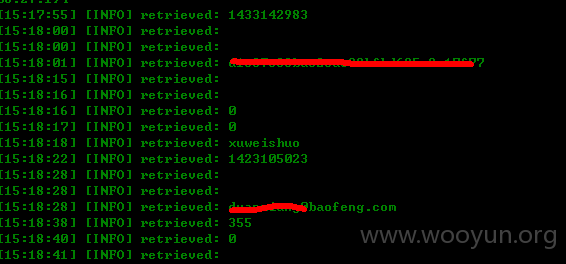 [15:17:55] [INFO] retrieved: 1433142983
[15:18:00] [INFO] retrieved:
[15:18:00] [INFO] retrieved:
[15:18:01] [INFO] retrieved:
[15:18:15] [INFO] retrieved:
[15:18:16] [INFO] retrieved:
[15:18:16] [INFO] retrieved: 0
[15:18:17] [INFO] retrieved: 0
[15:18:18] [INFO] retrieved: xuweishuo
[15:18:22] [INFO] retrieved: 1423105023
[15:18:28] [INFO] retrieved:
[15:18:28] [INFO] retrieved:
[15:18:28] [INFO] retrieved: @baofeng.com
[15:18:38] [INFO] retrieved: 355
[15:18:40] [INFO] retrieved: 0
[15:18:41] [INFO] retrieved:
www.wooyun.org